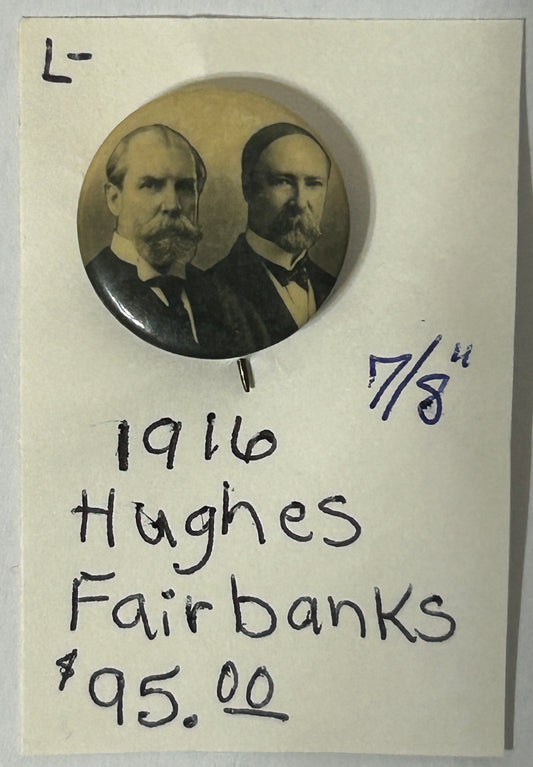 L-
7/8"
1916
Hughes
Fairbanks
$95.00